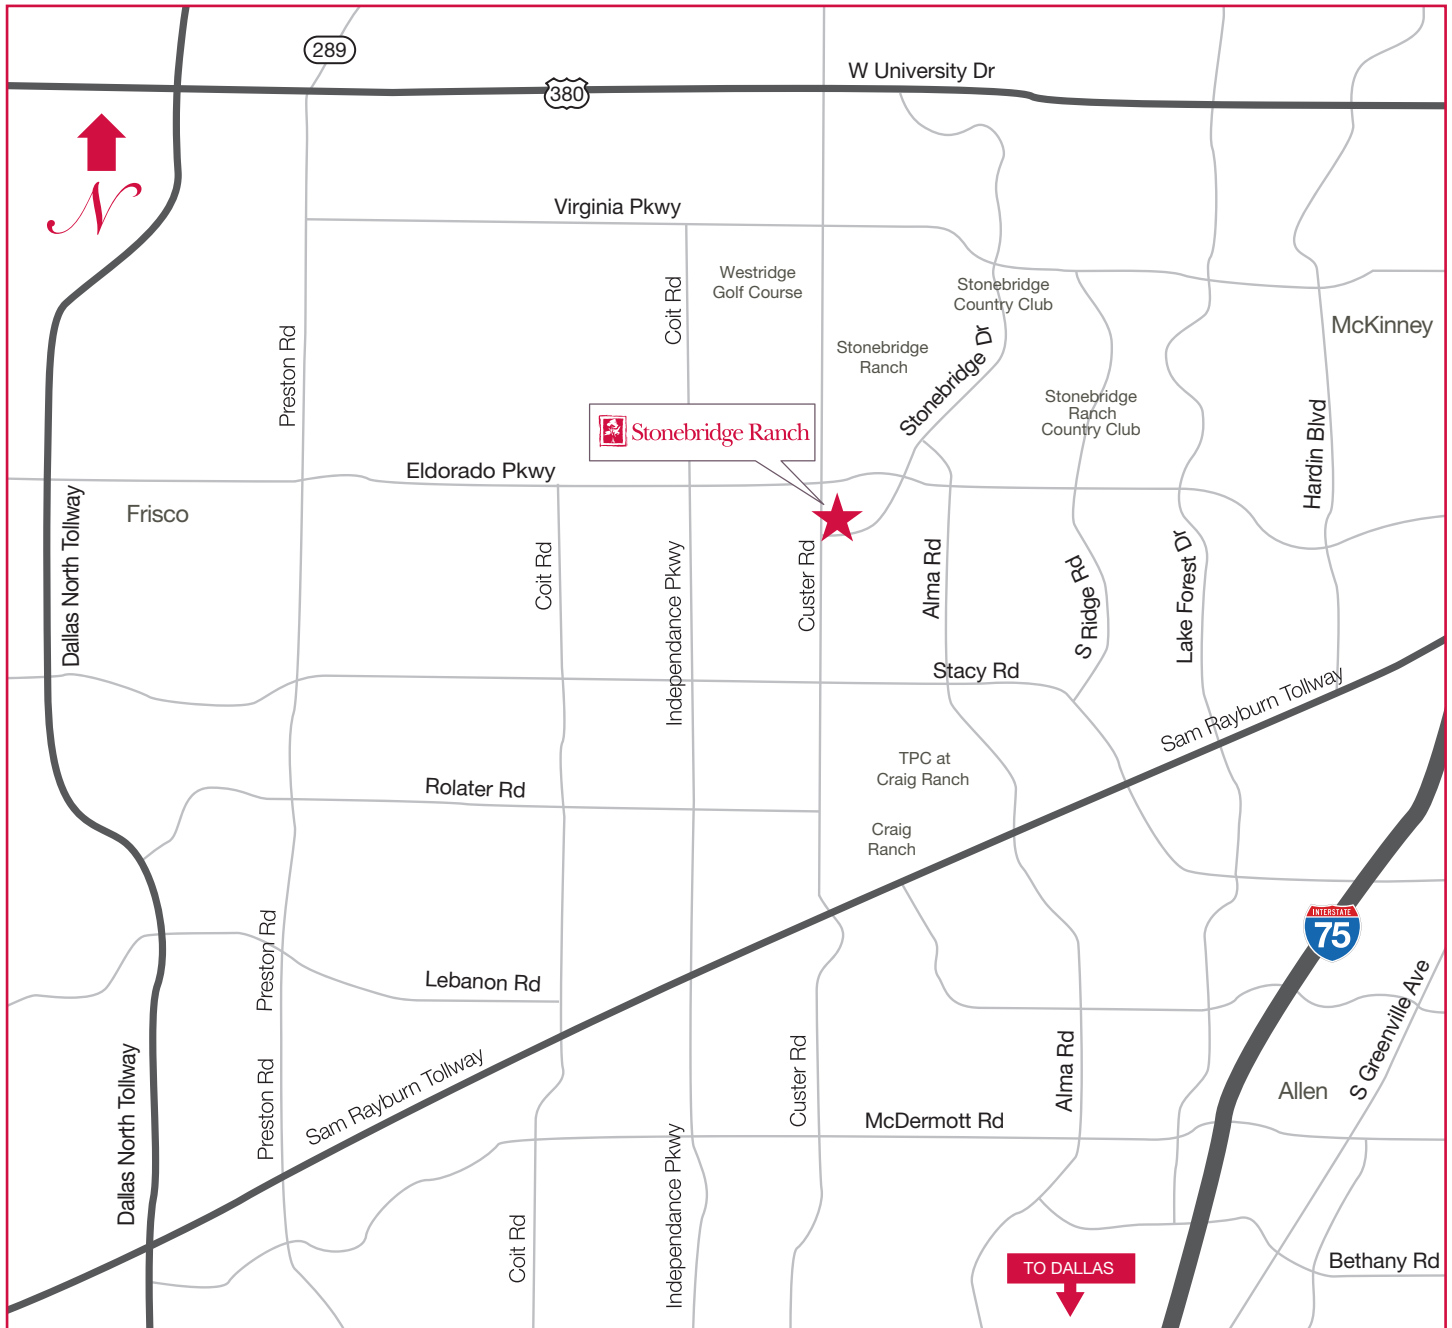 289
W University Dr
380
N
Virginia Pkwy
Westridge
Golf Course
Coit Rd
Stonebridge
Country Club
McKinney
Preston Rd
Stonebridge
Ranch
Stonebridge Dr
Stonebridge
Ranch
Country Club
Hardin Blvd
Stonebridge Ranch
Eldorado Pkwy
Frisco
Dallas North Tollway
Coit Rd
Independance Pkwy
Custer Rd
Alma Rd
S Ridge Rd
Lake Forest Dr
Stacy Rd
Sam Rayburn Tollway
TPC at
Craig Ranch
Rolater Rd
Craig
Ranch
INTERSTATE
75
Preston Rd
Lebanon Rd
S Greenville Ave
Dallas North Tollway
Preston Rd
Sam Rayburn Tollway
Custer Rd
Alma Rd
Allen
McDermott Rd
Independance Pkwy
Coit Rd
TO DALLAS
Bethany Rd